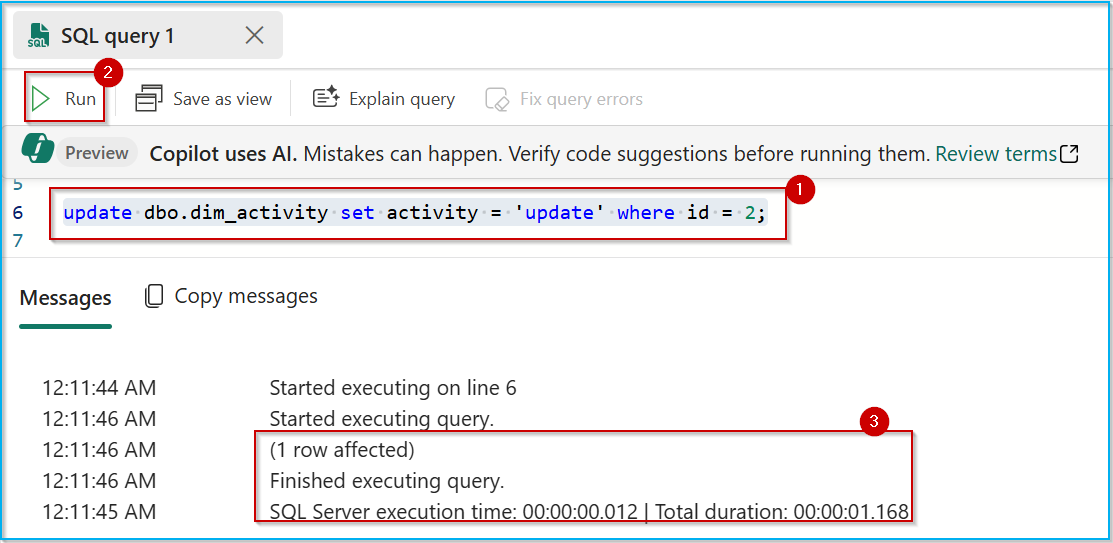 SQL SQL query 1
2
Run Save as view Explain query Fix query errors
Preview Copilot uses AI. Mistakes can happen. Verify code suggestions before running them. Review terms
5
1
6 update dbo.dim_activity set activity = 'update' where id = 2;
7
Messages Copy messages
12:11:44 AM Started executing on line 6
12:11:46 AM Started executing query.
3
12:11:46 AM (1 row affected)
12:11:46 AM Finished executing query.
12:11:45 AM SQL Server execution time: 00:00:00.012 | Total duration: 00:00:01.168